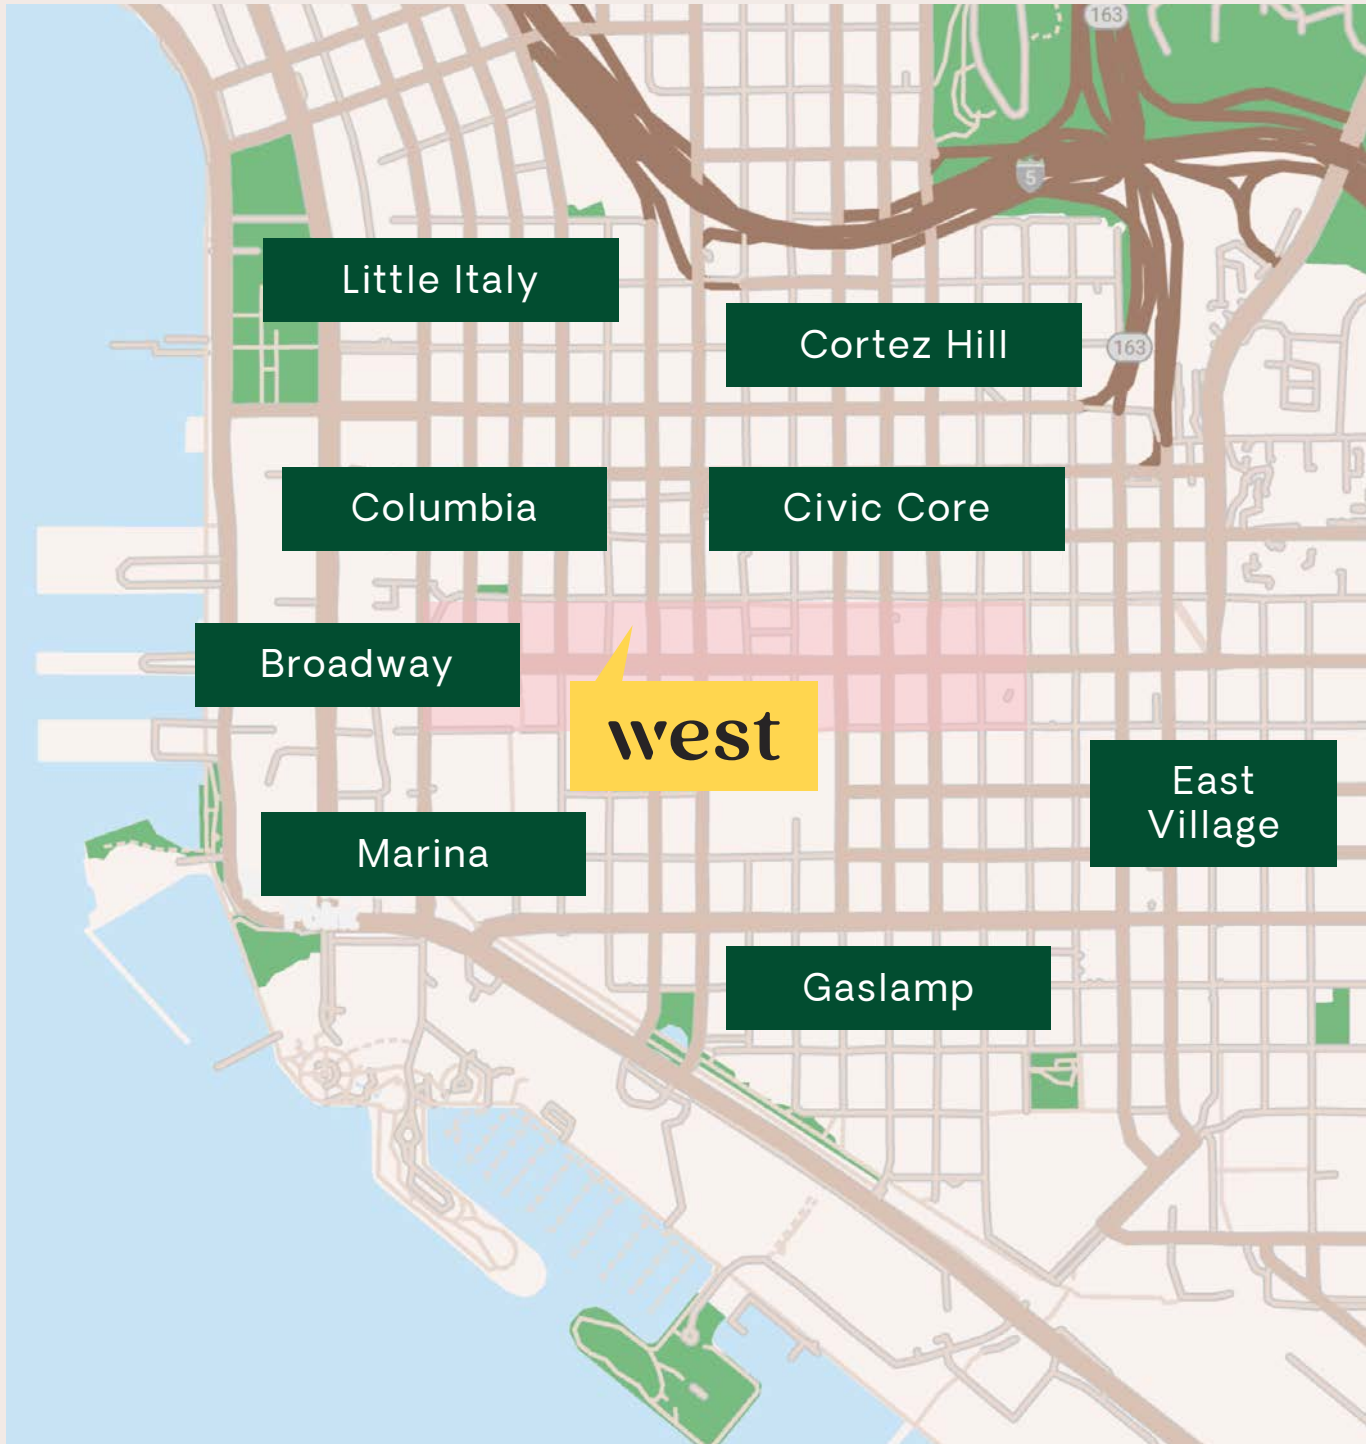 163
5
Little Italy
Cortez Hill
163
Columbia
Civic Core
Broadway
west
East
Village
Marina
Gaslamp